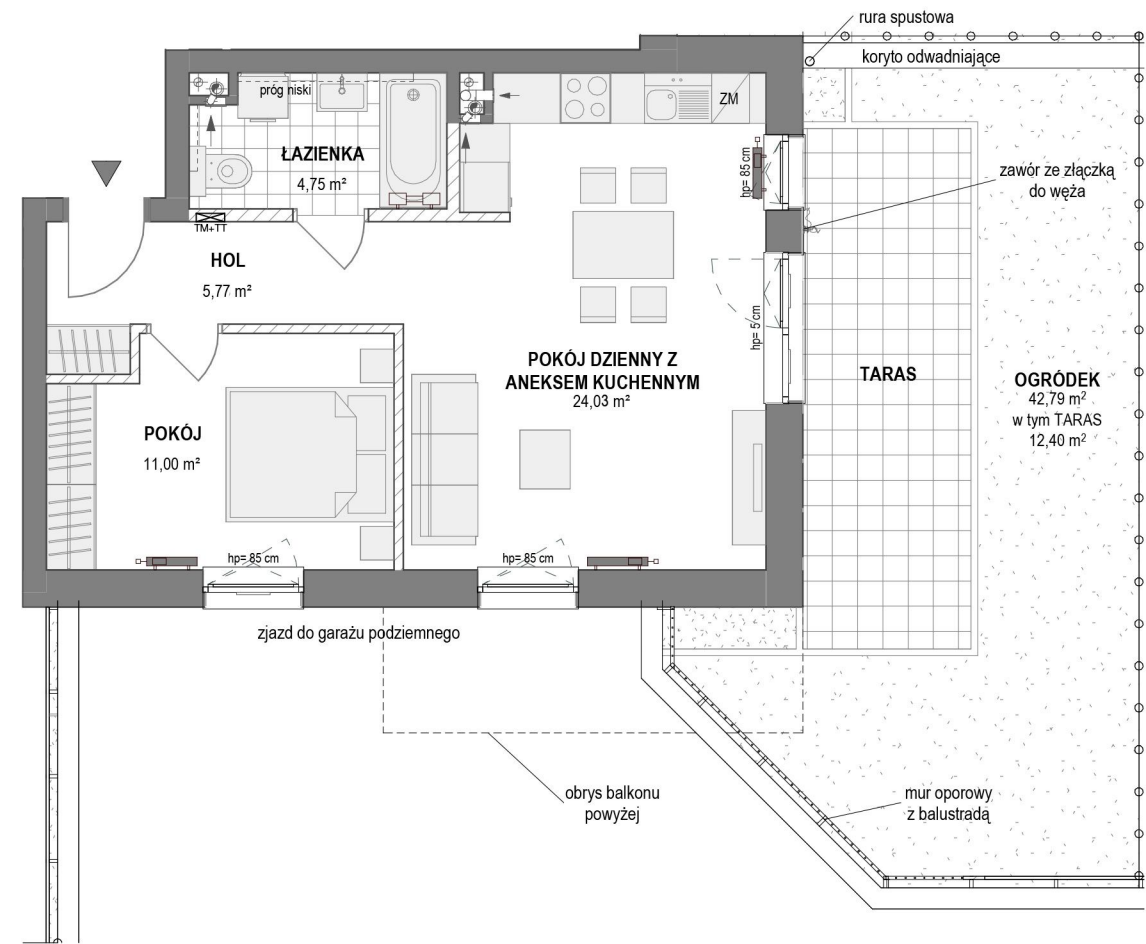 rura spustowa
koryto odwadniające
próg niski
ZM
ŁAZIENKA
4,75 m²
hp= 85 cm
zawór ze złączką
do węża
TM+TT
HOL
5,77 m²
hp= 5 cm
POKÓJ DZIENNY Z
ANEKSEM KUCHENNYM
24,03 m²
TARAS
OGRÓDEK
42,79 m²
w tym TARAS
12,40 m²
POKÓJ
11,00 m²
hp= 85 cm
hp= 85 cm
zjazd do garażu podziemnego
obrys balkonu
powyżej
mur oporowy
z balustradą